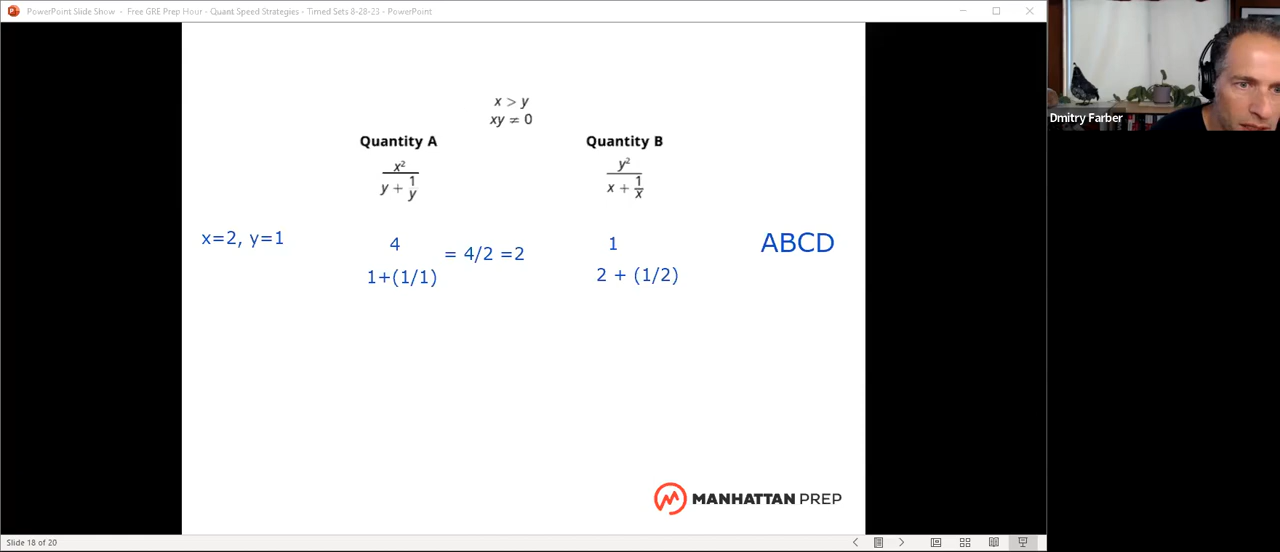 PowerPoint Slide Show - Free GRE Prep Hour - Quant Speed Strategies - Timed Sets 8-28-23 - PowerPoint
Dmitry Farber
x > y
xy ≠ 0
Quantity A
Quantity B
x²
y + 1/y
y²
x + 1/x
x=2, y=1
4
1+(1/1)
= 4/2 =2
1
2 + (1/2)
ABCD
MANHATTAN PREP
Slide 18 of 20